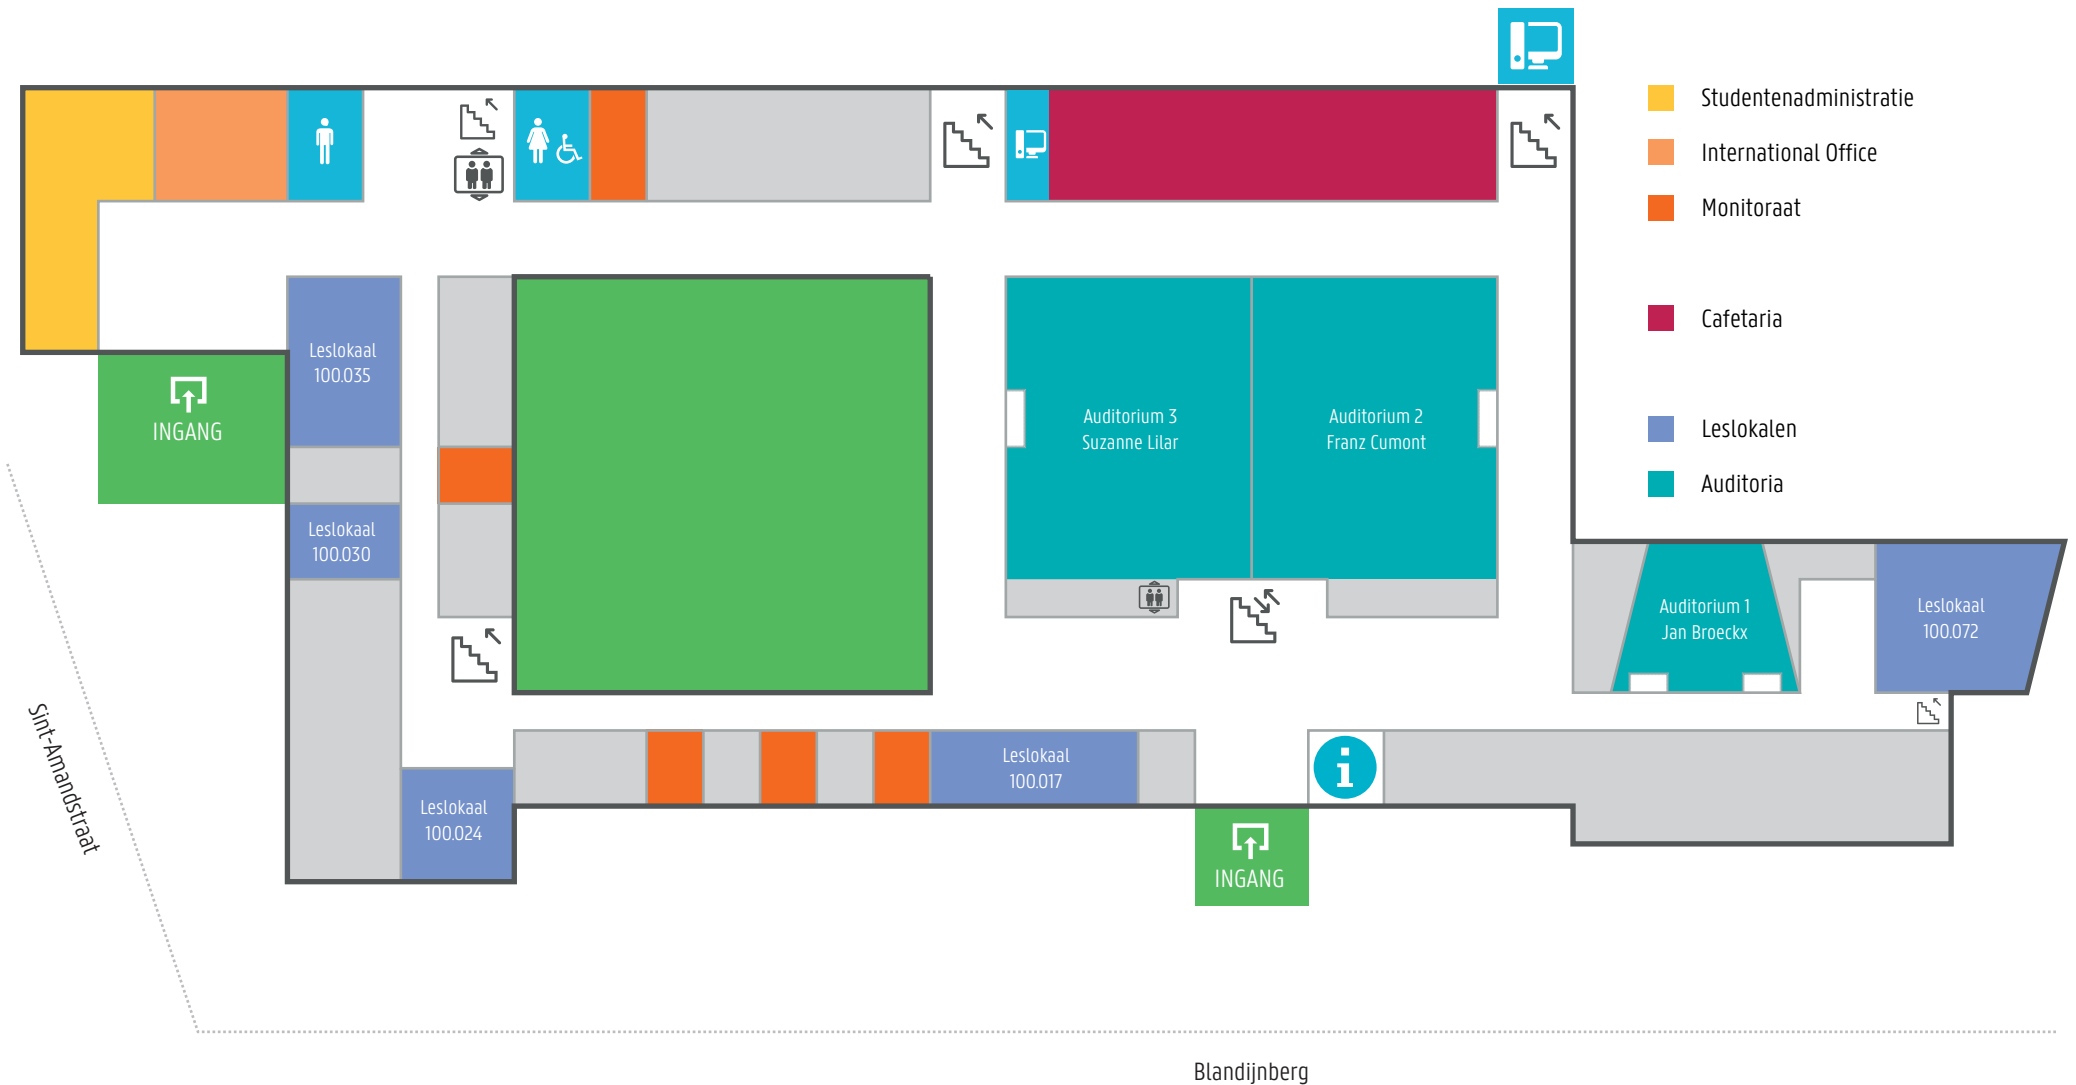 Studentenadministratie
International Office
Monitoraat
Cafetaria
Leslokalen
Auditoria
Leslokaal
100.035
INGANG
Leslokaal
100.030
Auditorium 3
Suzanne Lilar
Auditorium 2
Franz Cumont
Auditorium 1
Jan Broeckx
Leslokaal
100.072
Leslokaal
100.017
Leslokaal
100.024
INGANG
Sint-Amandstraat
Blandijnberg